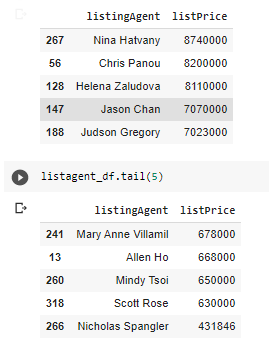 listingAgent listPrice
267 Nina Hatvany 8740000
56 Chris Panou 8200000
128 Helena Zaludova 8110000
147 Jason Chan 7070000
188 Judson Gregory 7023000
listagent_df.tail(5)
listingAgent listPrice
241 Mary Anne Villamil 678000
13 Allen Ho 668000
260 Mindy Tsoi 650000
318 Scott Rose 630000
266 Nicholas Spangler 431846